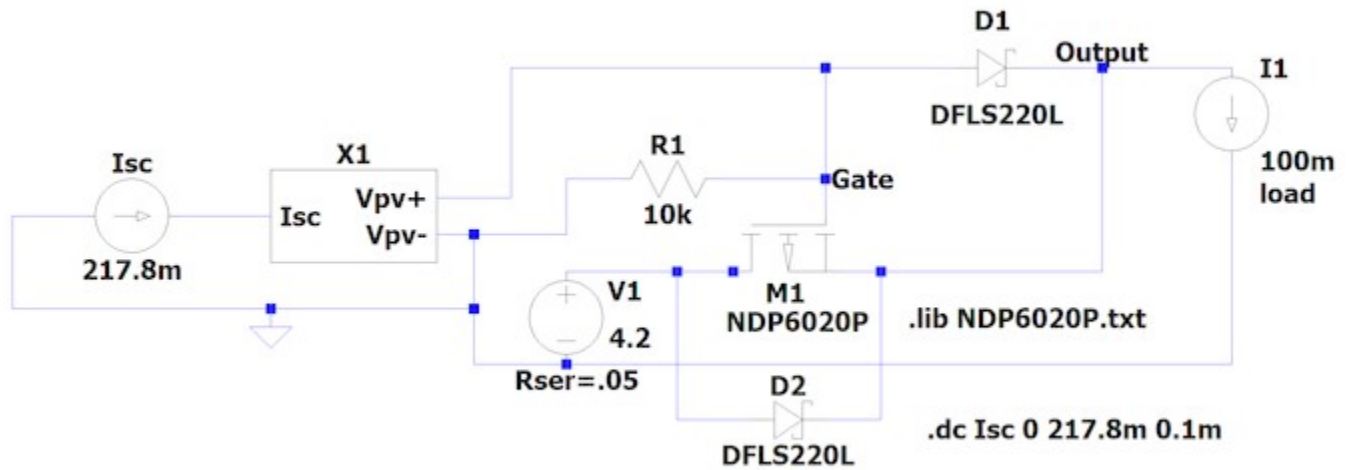 D1
Output
I1
DFLS220L
100m
load
Isc
X1
R1
Isc
Vpv+
Vpv-
10k
Gate
217.8m
V1
4.2
Rser=.05
M1
NDP6020P
.lib NDP6020P.txt
D2
DFLS220L
.dc Isc 0 217.8m 0.1m